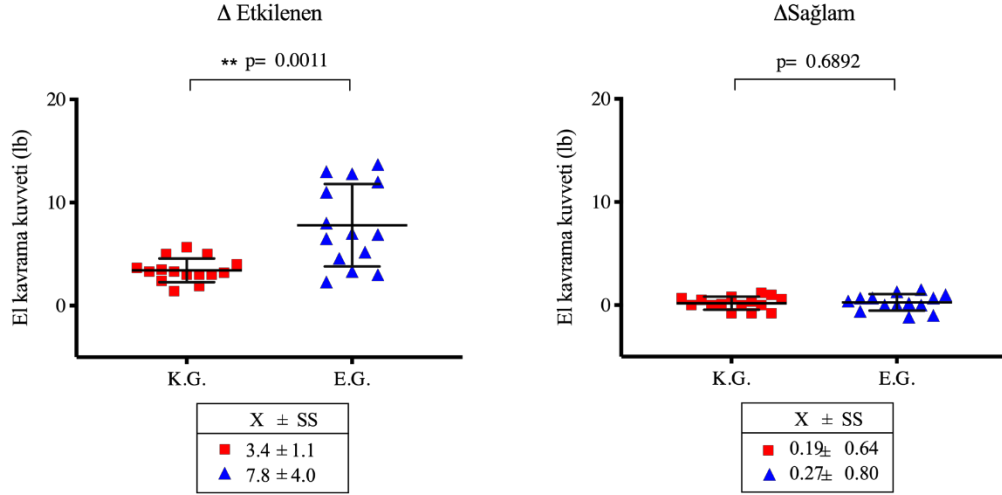 Δ Etkilenen
** p= 0.0011
El kavrama kuvveti (lb)
20
10
0
K.G.
E.G.
X ± SS
3.4 ± 1.1
7.8 ± 4.0
ΔSağlam
p= 0.6892
El kavrama kuvveti (lb)
20
10
0
K.G.
E.G.
X ± SS
0.19± 0.64
0.27± 0.80